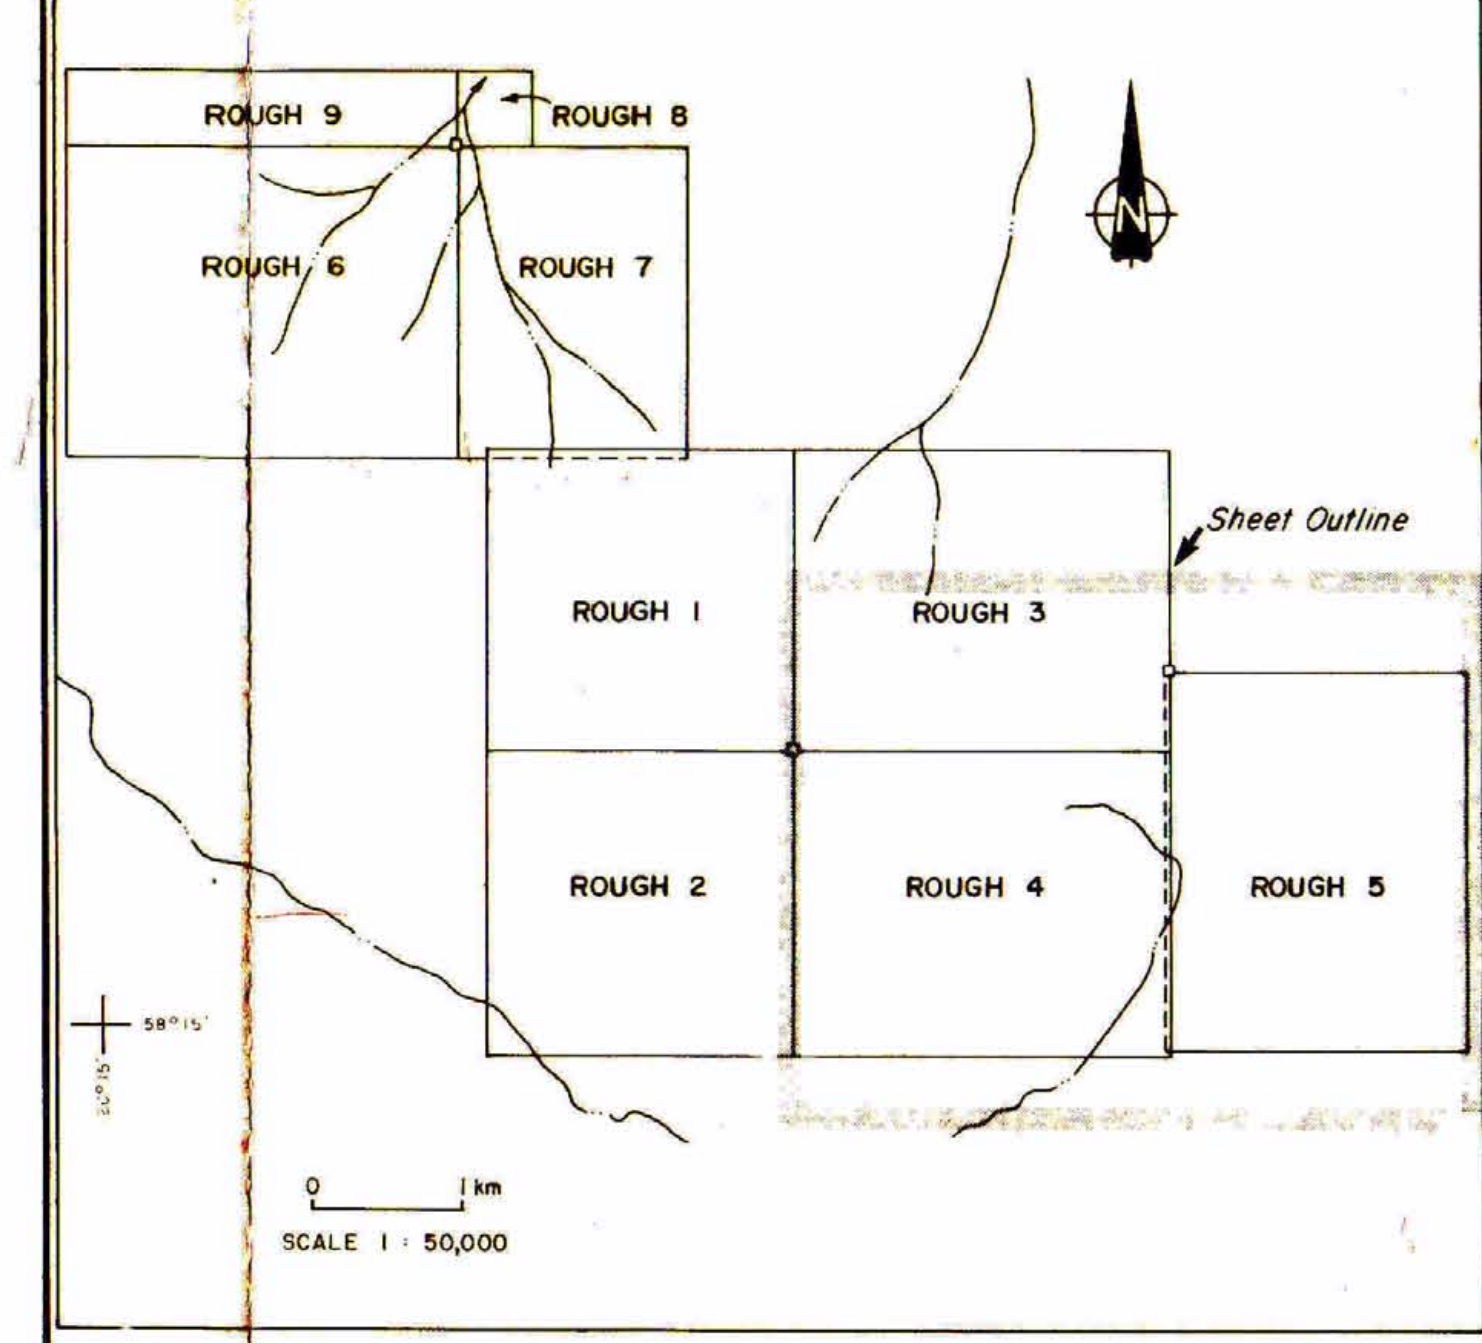 ROUGH 9
ROUGH 8
N
ROUGH 6
ROUGH 7
Sheet Outline
ROUGH 1
ROUGH 3
ROUGH 2
ROUGH 4
ROUGH 5
58°15'
0 1 km
SCALE 1 : 50,000